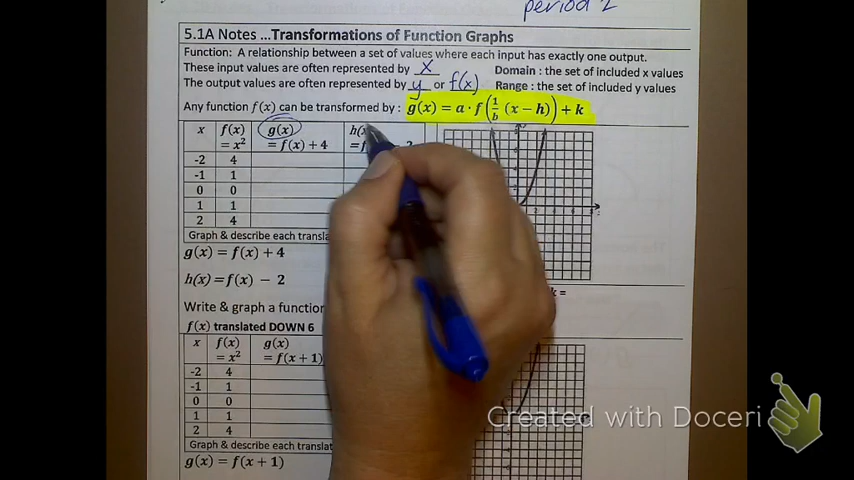 period 2
5.1A Notes ...Transformations of Function Graphs
Function: A relationship between a set of values where each input has exactly one output.
These input values are often represented by x
Domain : the set of included x values
The output values are often represented by y or f(x)
Range : the set of included y values
Any function f(x) can be transformed by : g(x) = a · f(1/b (x − h)) + k
x f(x) = x² g(x) = f(x) + 4 h(x) =f 2
-2 4
-1 1
0 0
1 1
2 4
Graph & describe each
g(x) = f(x) + 4
h(x) = f(x) − 2
k =
Write & graph a function
f(x) translated DOWN 6
x f(x) = x² g(x) = f(x + 1)
-2 4
-1 1
0 0
1 1
2 4
Graph & describe each
g(x) = f(x + 1)
Created with Doceri